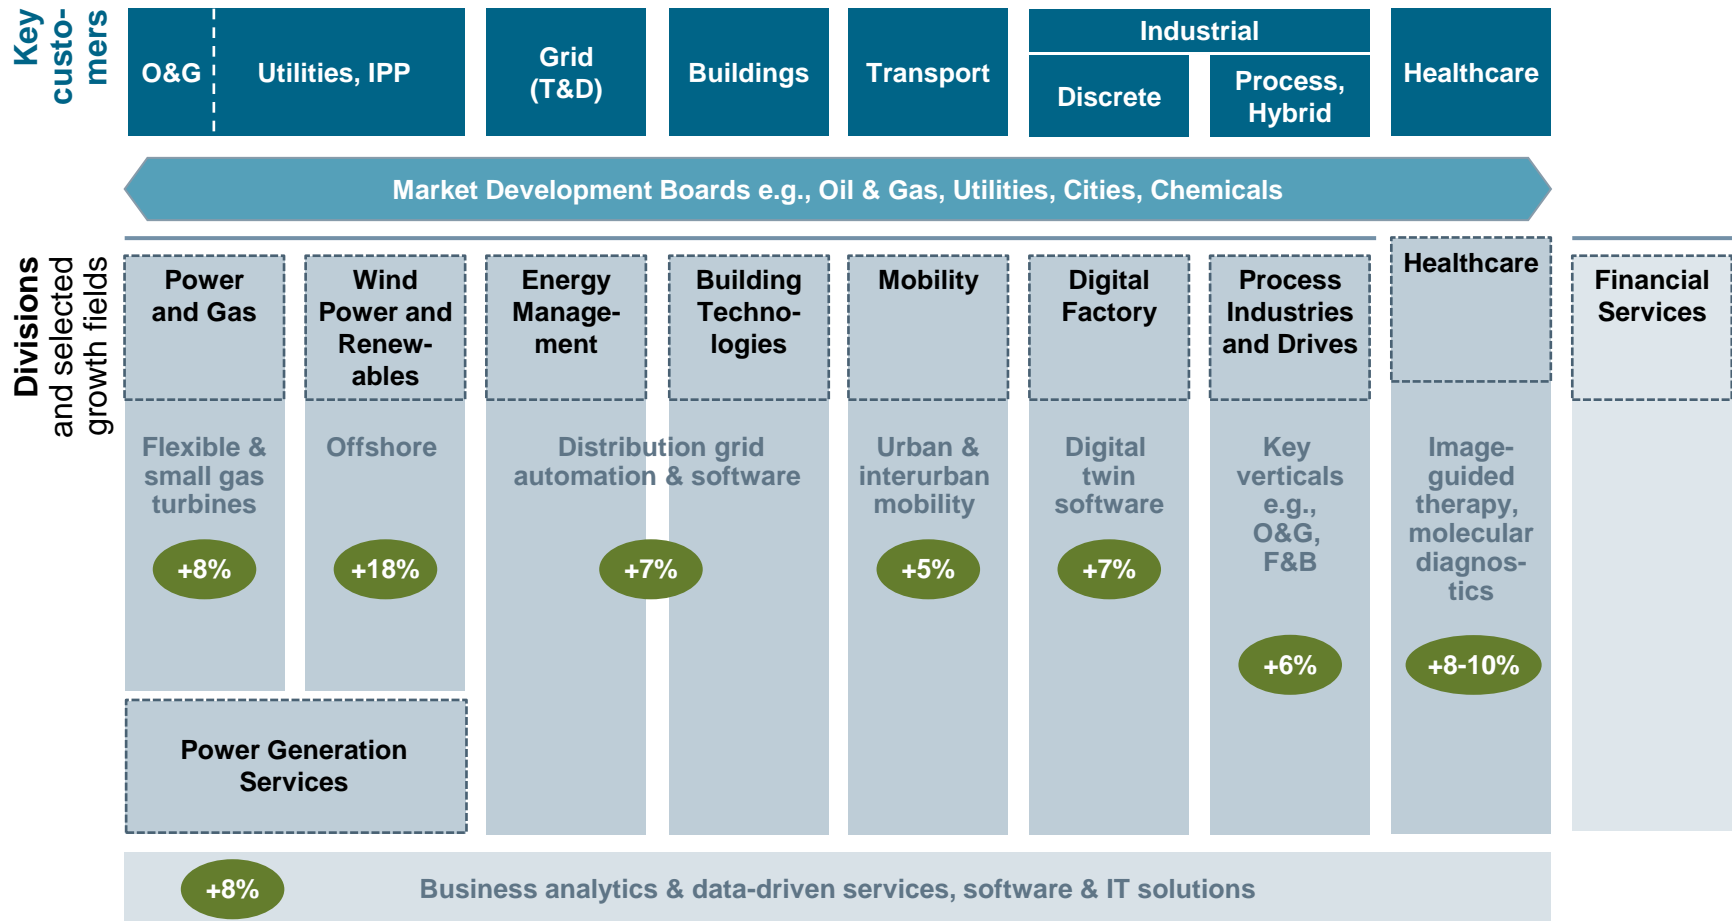 Key
custo-
mers
O&G
Utilities, IPP
Grid
(T&D)
Buildings
Transport
Industrial
Discrete
Process,
Hybrid
Healthcare
Market Development Boards e.g., Oil & Gas, Utilities, Cities, Chemicals
Divisions
and selected
growth fields
Power
and Gas
Wind
Power and
Renew-
ables
Energy
Manage-
ment
Building
Techno-
logies
Mobility
Digital
Factory
Process
Industries
and Drives
Healthcare
Financial
Services
Flexible &
small gas
turbines
+8%
Offshore
+18%
Distribution grid
automation & software
+7%
Urban &
interurban
mobility
+5%
Digital
twin
software
+7%
Key
verticals
e.g.,
O&G,
F&B
+6%
Image-
guided
therapy,
molecular
diagnos-
tics
+8-10%
Power Generation
Services
+8%
Business analytics & data-driven services, software & IT solutions